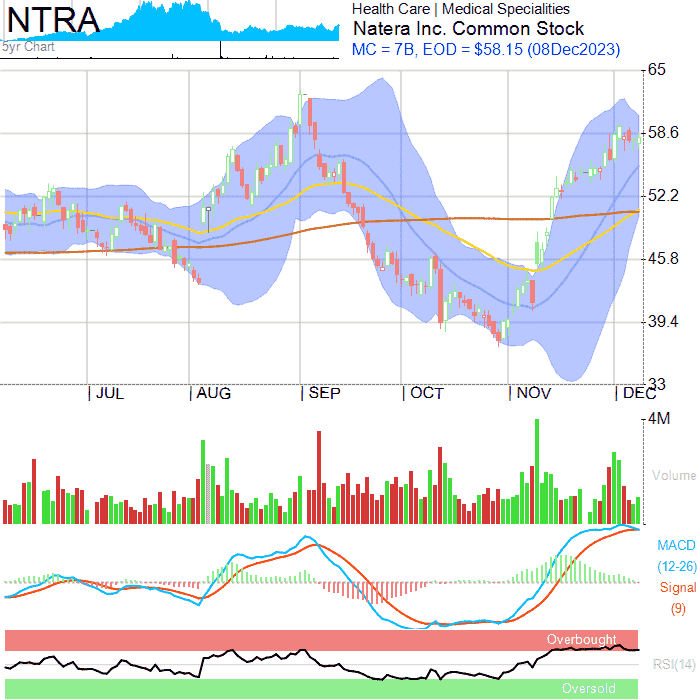 NTRA
5yr Chart
Health Care | Medical Specialities
Natera Inc. Common Stock
MC = 7B, EOD = $58.15 (08Dec2023)
65
58.6
52.2
45.8
39.4
33
JUL AUG SEP OCT NOV DEC
4M
Volume
MACD
(12-26)
Signal
(9)
Overbought
RSI(14)
Oversold